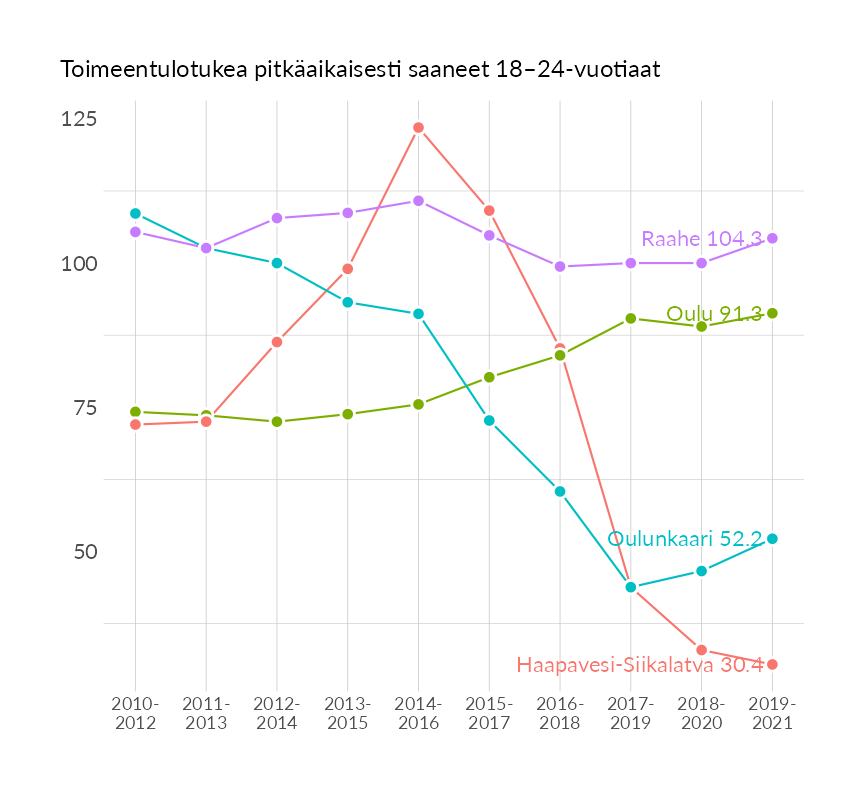 Toimeentulotukea pitkäaikaisesti saaneet 18–24-vuotiaat
125
100
75
50
Raahe 104.3
Oulu 91.3
Oulunkaari 52.2
Haapavesi-Siikalatva 30.4
2010- 2011- 2012- 2013- 2014- 2015- 2016- 2017- 2018- 2019-
2012 2013 2014 2015 2016 2017 2018 2019 2020 2021